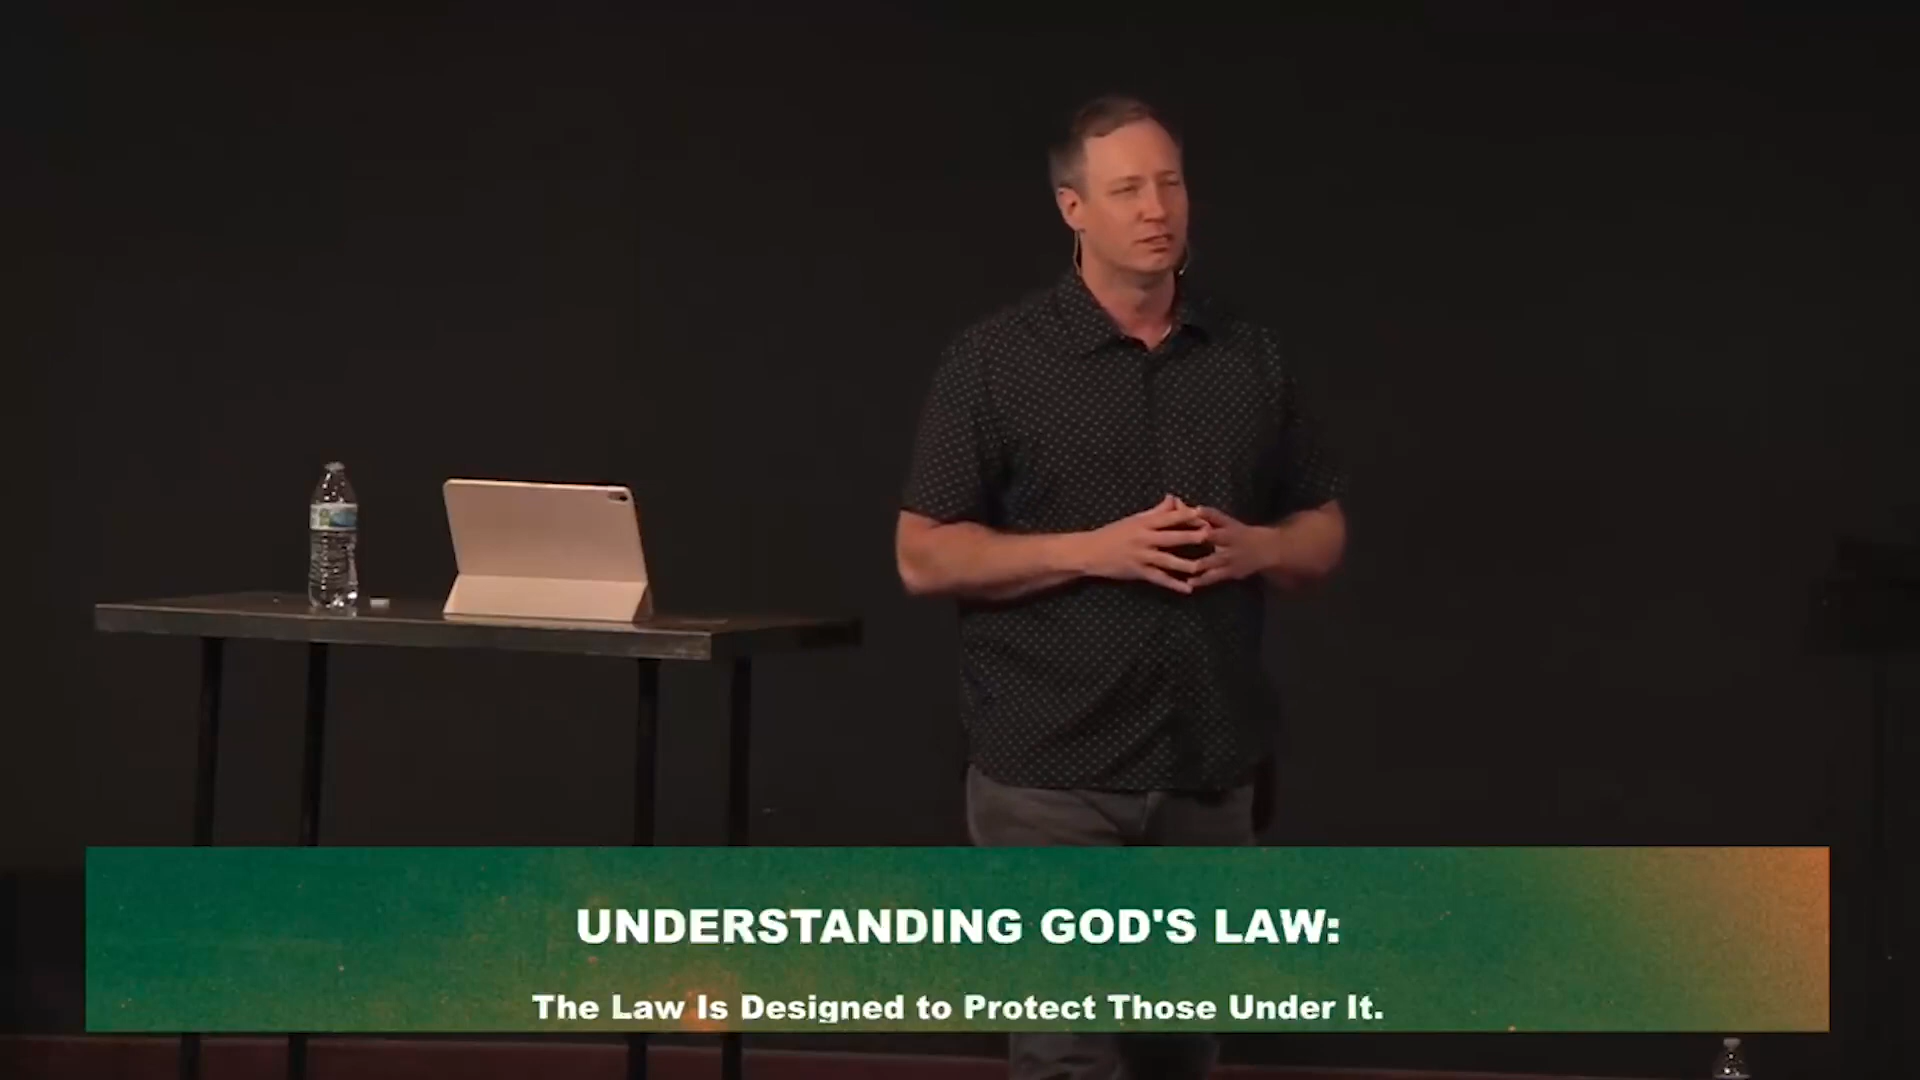 UNDERSTANDING GOD'S LAW:
The Law Is Designed to Protect Those Under It.